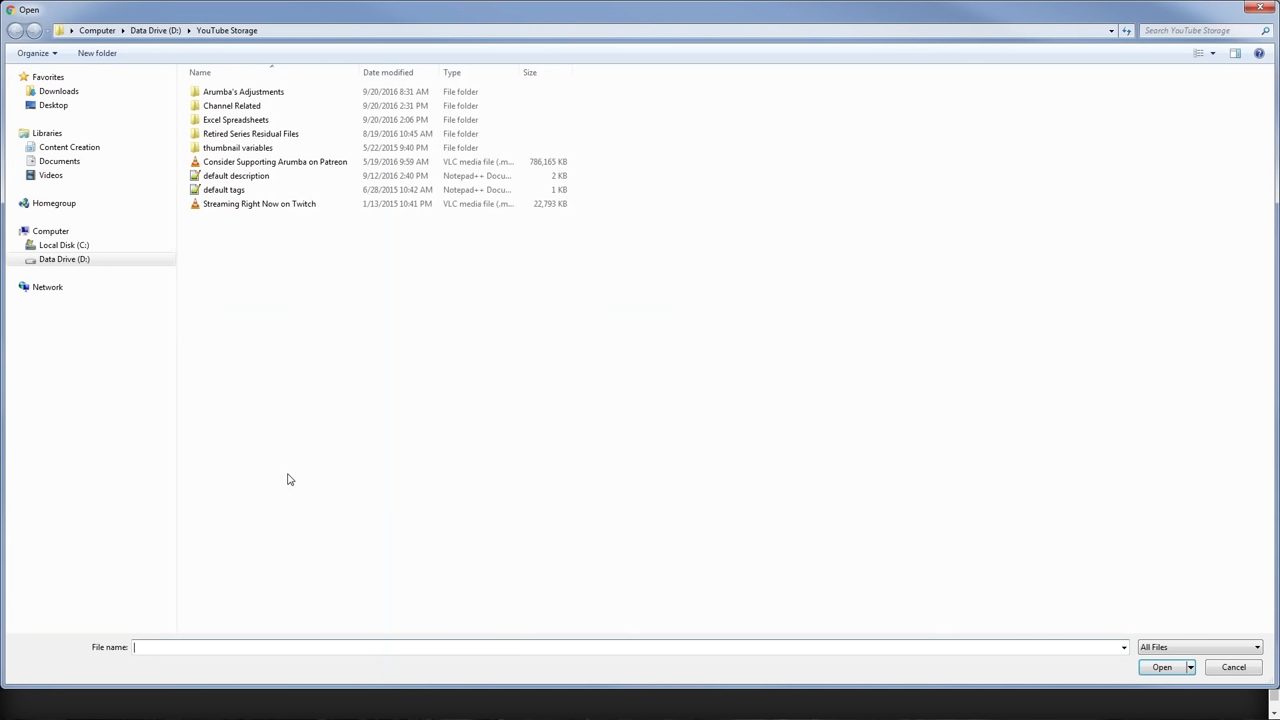 Open
Computer Data Drive (D:) YouTube Storage
Search YouTube Storage
Organize New folder
Favorites
Downloads
Desktop
Libraries
Content Creation
Documents
Videos
Homegroup
Computer
Local Disk (C:)
Data Drive (D:)
Network
Name Date modified Type Size
Arumba's Adjustments 9/20/2016 8:31 AM File folder
Channel Related 9/20/2016 2:31 PM File folder
Excel Spreadsheets 9/20/2016 2:06 PM File folder
Retired Series Residual Files 8/19/2016 10:45 AM File folder
thumbnail variables 5/22/2015 9:40 PM File folder
Consider Supporting Arumba on Patreon 5/19/2016 9:59 AM VLC media file (.m... 786,165 KB
default description 9/12/2016 2:40 PM Notepad++ Docu... 2 KB
default tags 6/28/2015 10:42 AM Notepad++ Docu... 1 KB
Streaming Right Now on Twitch 1/13/2015 10:41 PM VLC media file (.m... 22,793 KB
File name: All Files
Open Cancel